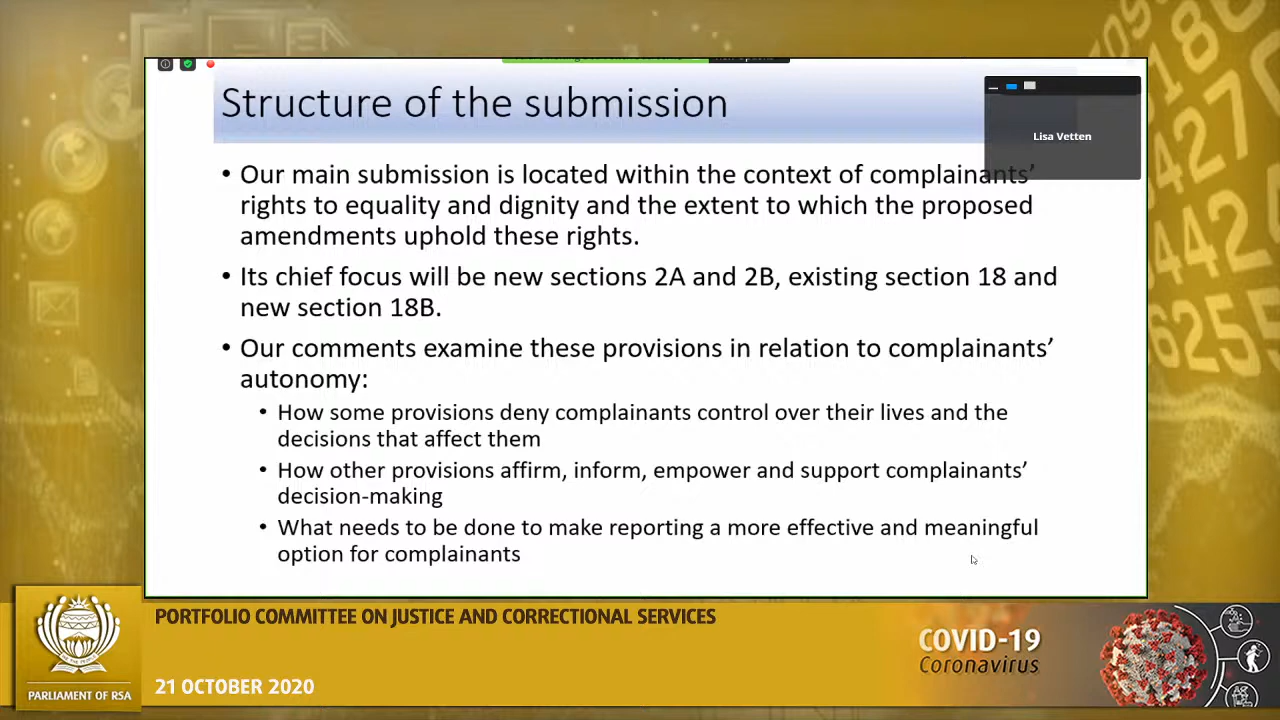 Structure of the submission
Lisa Vetten
• Our main submission is located within the context of complainants’
rights to equality and dignity and the extent to which the proposed
amendments uphold these rights.
• Its chief focus will be new sections 2A and 2B, existing section 18 and
new section 18B.
• Our comments examine these provisions in relation to complainants’
autonomy:
• How some provisions deny complainants control over their lives and the
decisions that affect them
• How other provisions affirm, inform, empower and support complainants’
decision-making
• What needs to be done to make reporting a more effective and meaningful
option for complainants
PORTFOLIO COMMITTEE ON JUSTICE AND CORRECTIONAL SERVICES
COVID-19
Coronavirus
21 OCTOBER 2020
PARLIAMENT OF RSA